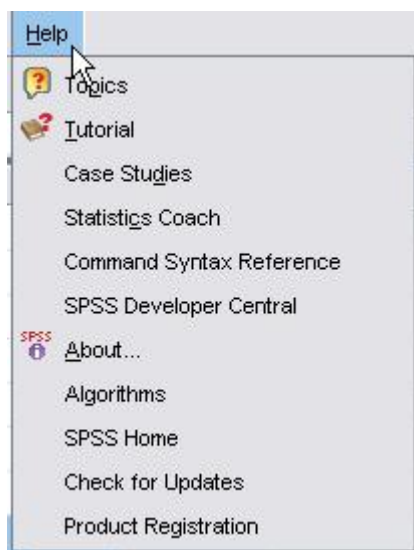 Help
Topics
Tutorial
Case Studies
Statistics Coach
Command Syntax Reference
SPSS Developer Central
SPSS
About...
Algorithms
SPSS Home
Check for Updates
Product Registration